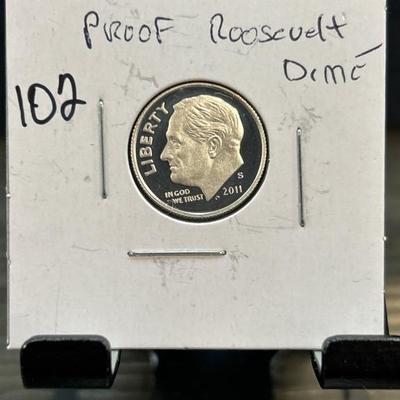 PROOF Roosevelt
Dime
102
LIBERTY
S
IN GOD
WE TRUST
2011